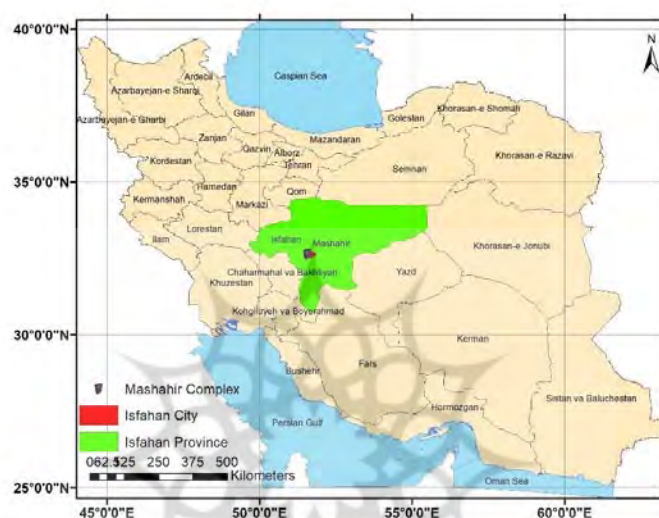 40°0'0"N
35°0'0"N
30°0'0"N
25°0'0"N
45°0'0"E
50°0'0"E
55°0'0"E
60°0'0"E
N
Caspian Sea
Ardebil
Azarbayejan-e Sharqi
Azarbayejan-e Gharbi
Gilan
Golestan
Khorasan-e Shomali
Zanjan
Mazandaran
Qazvin
Alborz
Tehran
Khorasan-e Razavi
Kordestan
Semnan
Hamedan
Qom
Kermanshah
Markazi
Lorestan
Ilam
Isfahan
Mashahir
Khorasan-e Jonubi
Chaharmahal va Bakhtiyari
Yazd
Khuzestan
Kohgiluyeh va Boyerahmad
Kerman
Fars
Bushehr
Hormozgan
Sistan va Baluchestan
Persian Gulf
Oman Sea
Mashahir Complex
Isfahan City
Isfahan Province
0 62.5 125 250 375 500
Kilometers